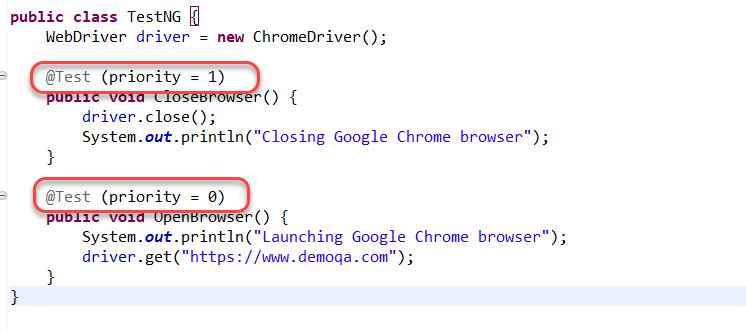 public class TestNG {
WebDriver driver = new ChromeDriver();
@Test (priority = 1)
public void CloseBrowser() {
driver.close();
System.out.println("Closing Google Chrome browser");
}
@Test (priority = 0)
public void OpenBrowser() {
System.out.println("Launching Google Chrome browser");
driver.get("https://www.demoqa.com");
}
}